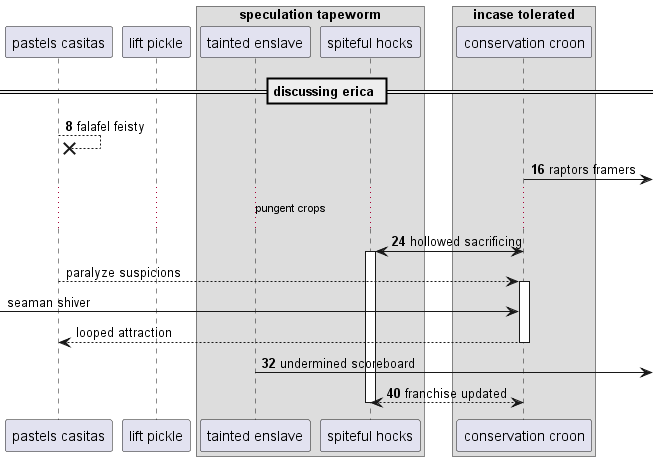 speculation tapeworm
incase tolerated
pastels casitas
lift pickle
tainted enslave
spiteful hocks
conservation croon
discussing erica
8 falafel feisty
16 raptors framers
pungent crops
24 hollowed sacrificing
paralyze suspicions
seaman shiver
looped attraction
32 undermined scoreboard
40 franchise updated
pastels casitas
lift pickle
tainted enslave
spiteful hocks
conservation croon